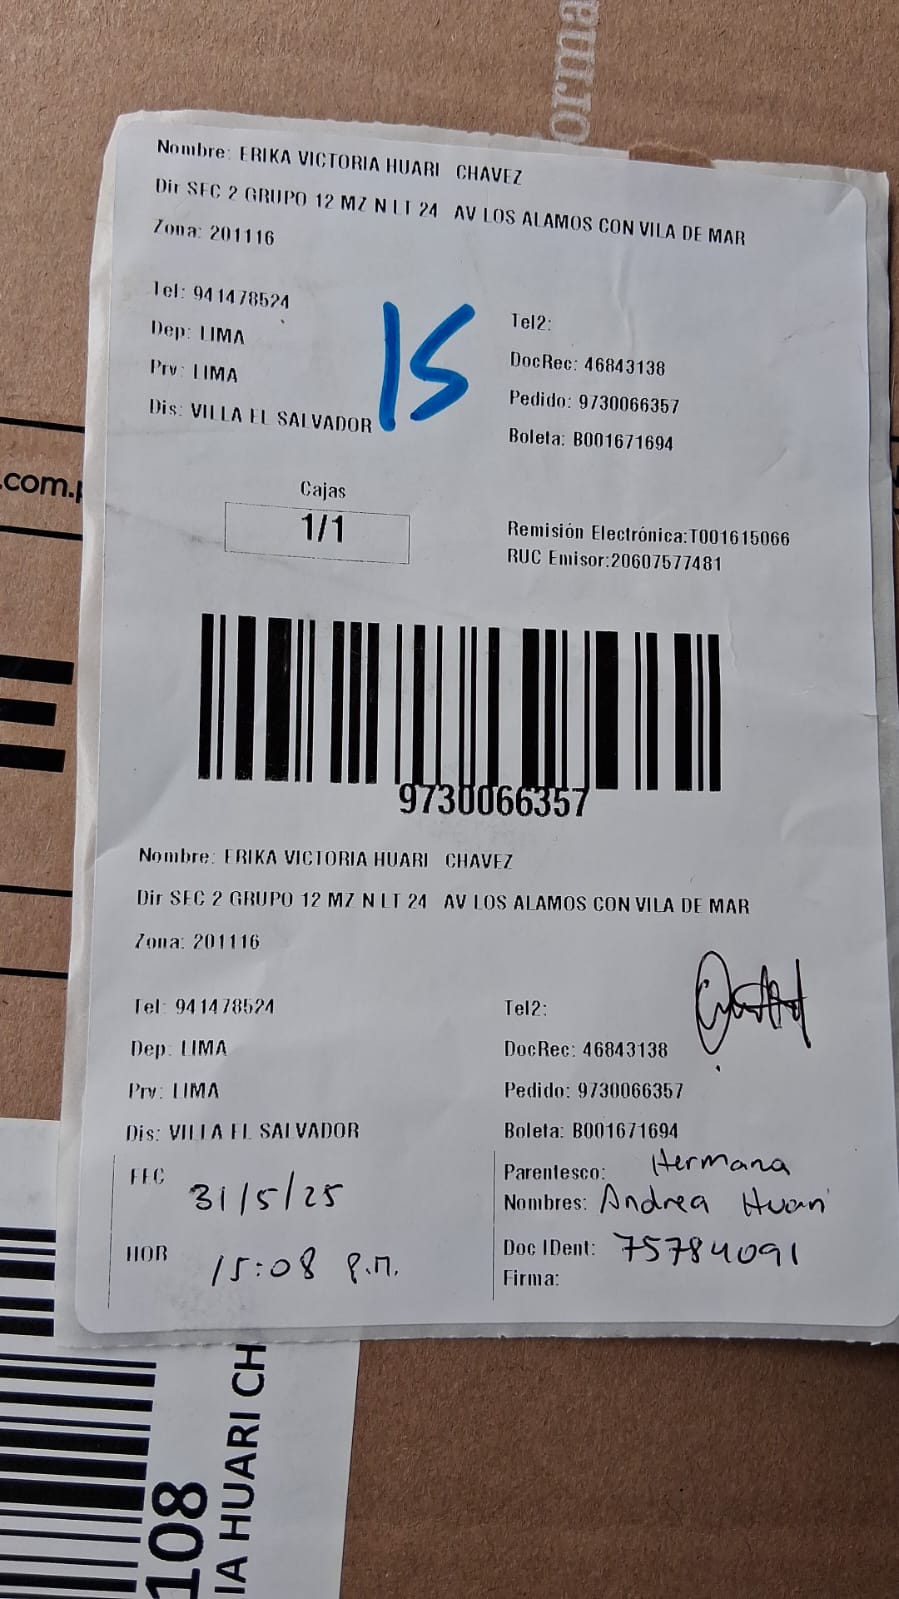 orma
Nombre: ERIKA VICTORIA HUARI CHAVEZ
Dir SEC 2 GRUPO 12 MZ N LT 24 AV LOS ALAMOS CON VILA DE MAR
Zona: 201116
Tel: 941478524
Dep: LIMA
Prv: LIMA
Dis: VILLA EL SALVADOR
15
Tel2:
DocRec: 46843138
Pedido: 9730066357
Boleta: B001671694
.com.p
Cajas
1/1
Remisión Electrónica:T001615066
RUC Emisor:20607577481
9730066357
Nombre: ERIKA VICTORIA HUARI CHAVEZ
Dir SEC 2 GRUPO 12 MZ N LT 24 AV LOS ALAMOS CON VILA DE MAR
Zona: 201116
Tel: 941478524
Dep: LIMA
Prv: LIMA
Dis: VILLA EL SALVADOR
Tel2:
DocRec: 46843138
Pedido: 9730066357
Boleta: B001671694
FEC 31/5/25
HOR 15:08 P.M.
Parentesco: Hermana
Nombres: Andrea Huari
Doc IDent: 75784091
Firma:
108
IA HUARI CH